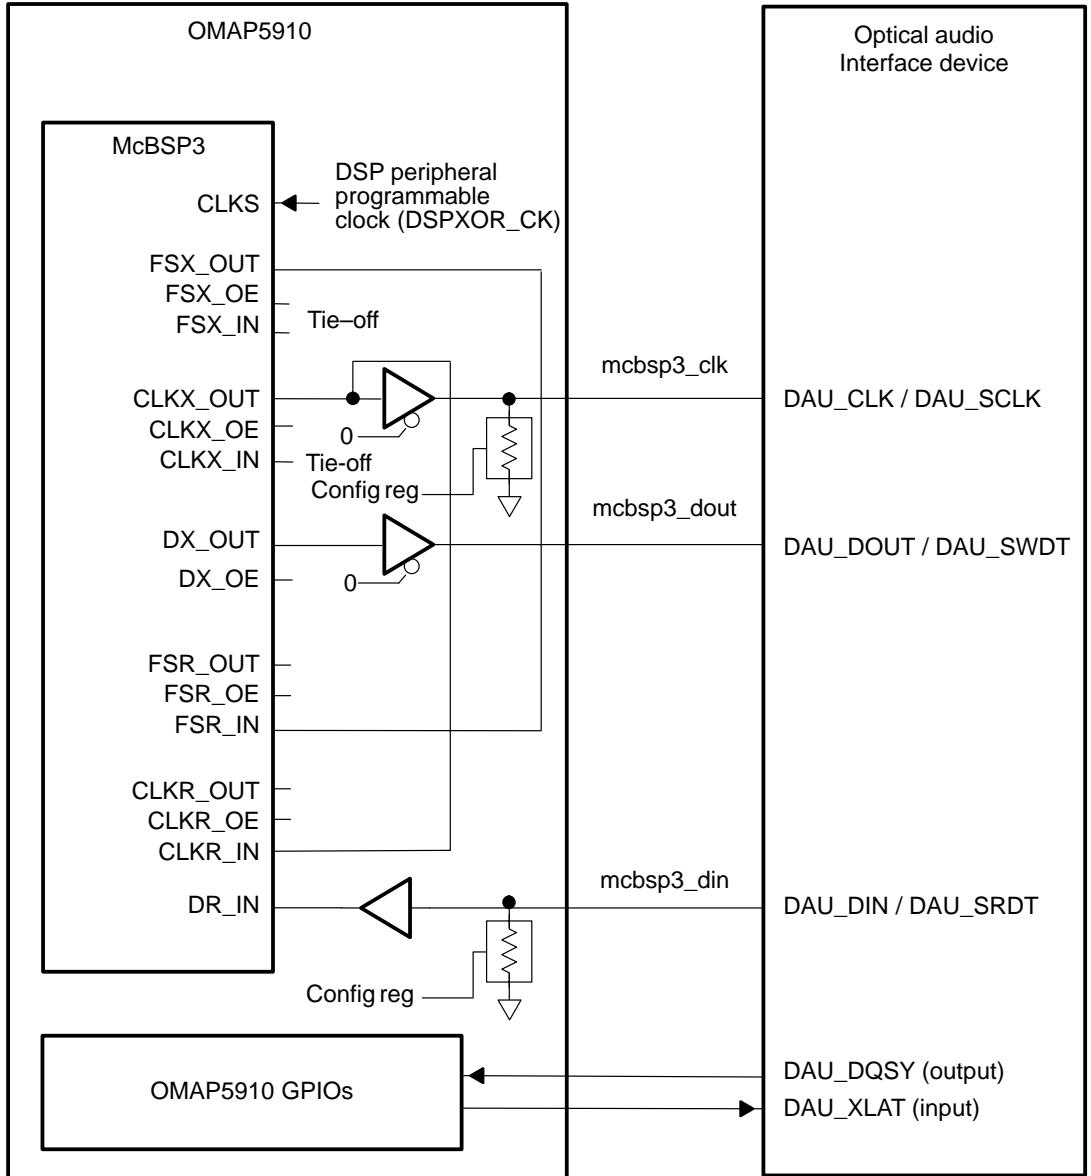 OMAP5910
Optical audio
Interface device
McBSP3
CLKS
DSP peripheral
programmable
clock (DSPXOR_CK)
FSX_OUT
FSX_OE
FSX_IN
Tie–off
CLKX_OUT
CLKX_OE
CLKX_IN
0
Tie-off
Config reg
mcbsp3_clk
DAU_CLK / DAU_SCLK
DX_OUT
DX_OE
0
mcbsp3_dout
DAU_DOUT / DAU_SWDT
FSR_OUT
FSR_OE
FSR_IN
CLKR_OUT
CLKR_OE
CLKR_IN
DR_IN
mcbsp3_din
DAU_DIN / DAU_SRDT
Config reg
OMAP5910 GPIOs
DAU_DQSY (output)
DAU_XLAT (input)